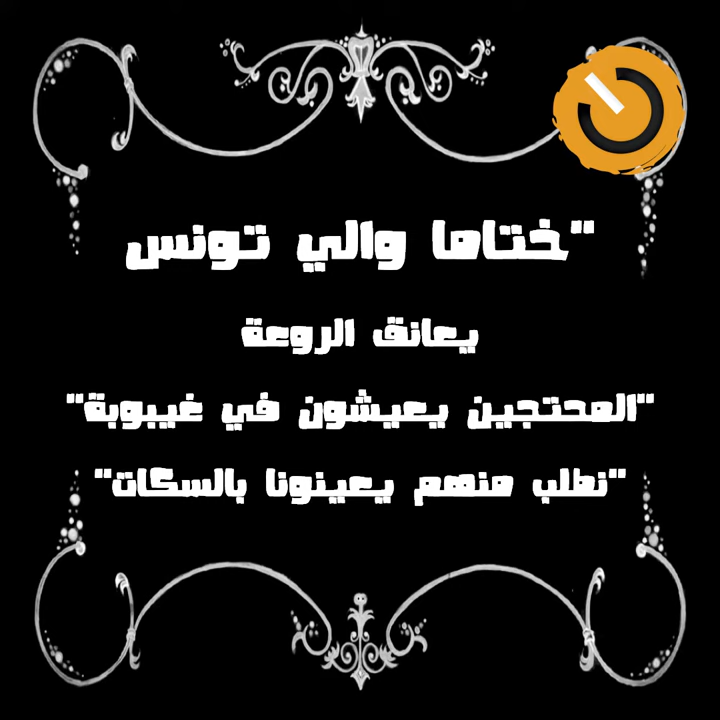 "ختاما والي تونس
يعانق الروعة
"المحتجين يعيشون في غيبوبة"
"نطلب منهم يعينونا بالسكات"